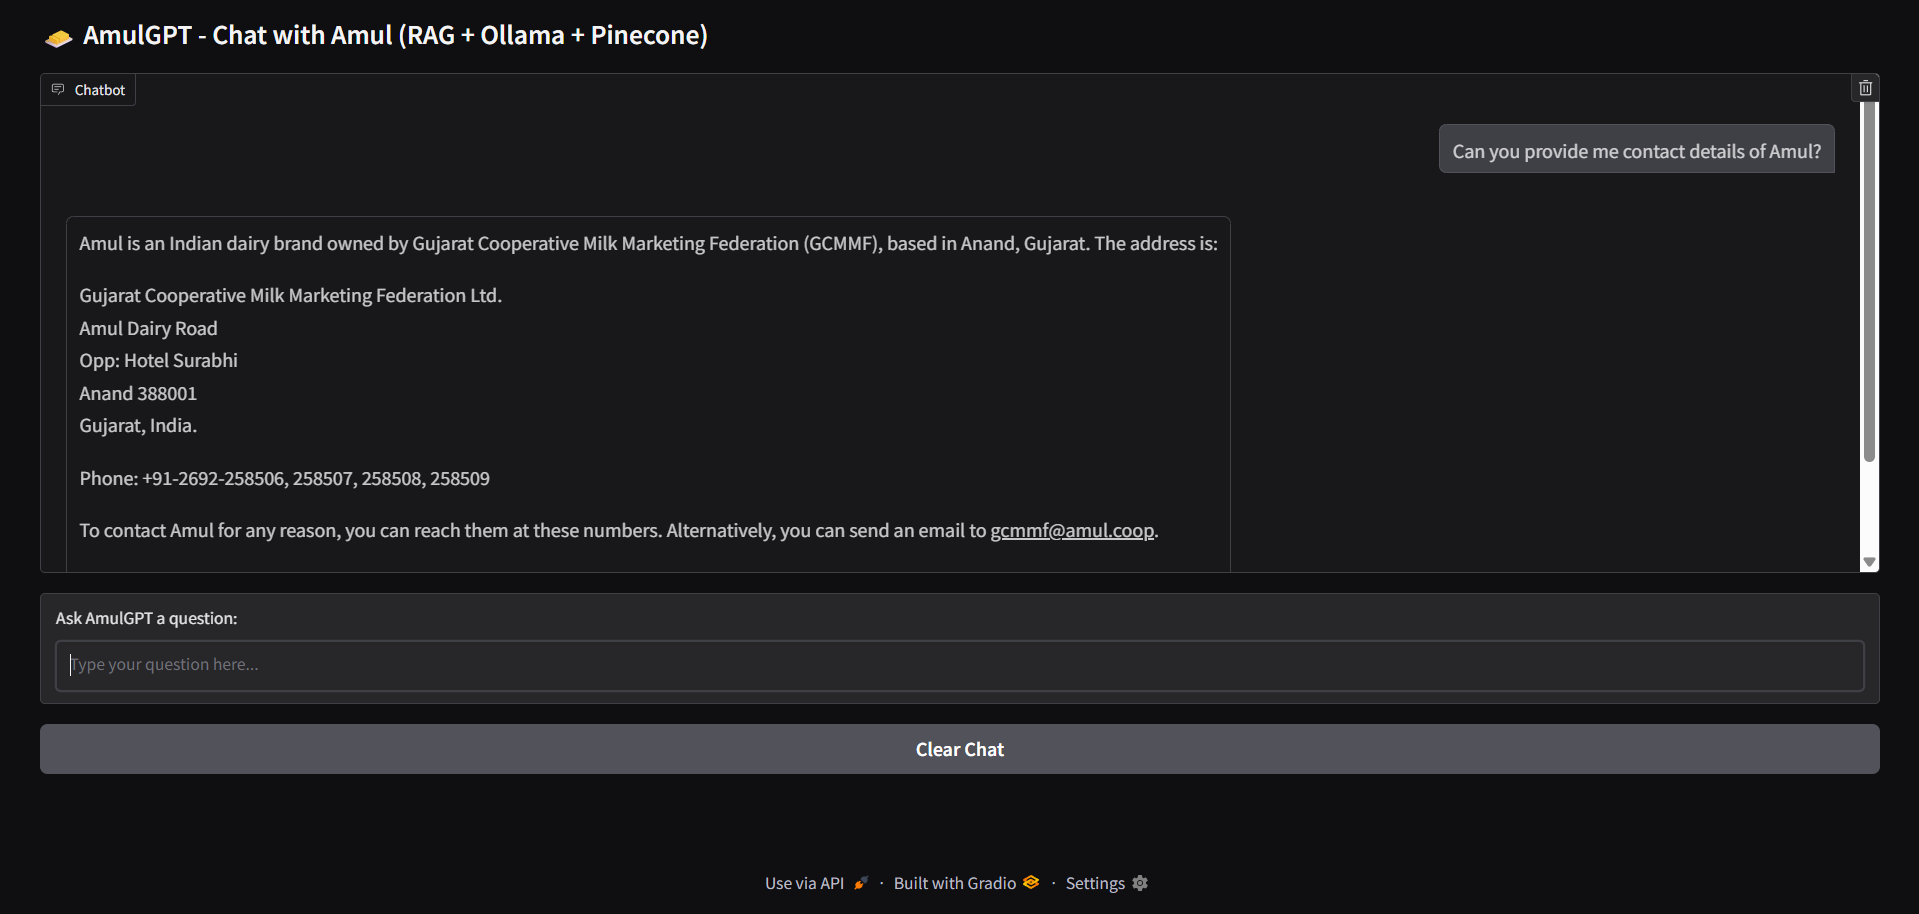 AmulGPT - Chat with Amul (RAG + Ollama + Pinecone)
Chatbot
Can you provide me contact details of Amul?
Amul is an Indian dairy brand owned by Gujarat Cooperative Milk Marketing Federation (GCMMF), based in Anand, Gujarat. The address is:
Gujarat Cooperative Milk Marketing Federation Ltd.
Amul Dairy Road
Opp: Hotel Surabhi
Anand 388001
Gujarat, India.
Phone: +91-2692-258506, 258507, 258508, 258509
To contact Amul for any reason, you can reach them at these numbers. Alternatively, you can send an email to gcmmf@amul.coop.
Ask AmulGPT a question:
Type your question here...
Clear Chat
Use via API · Built with Gradio · Settings